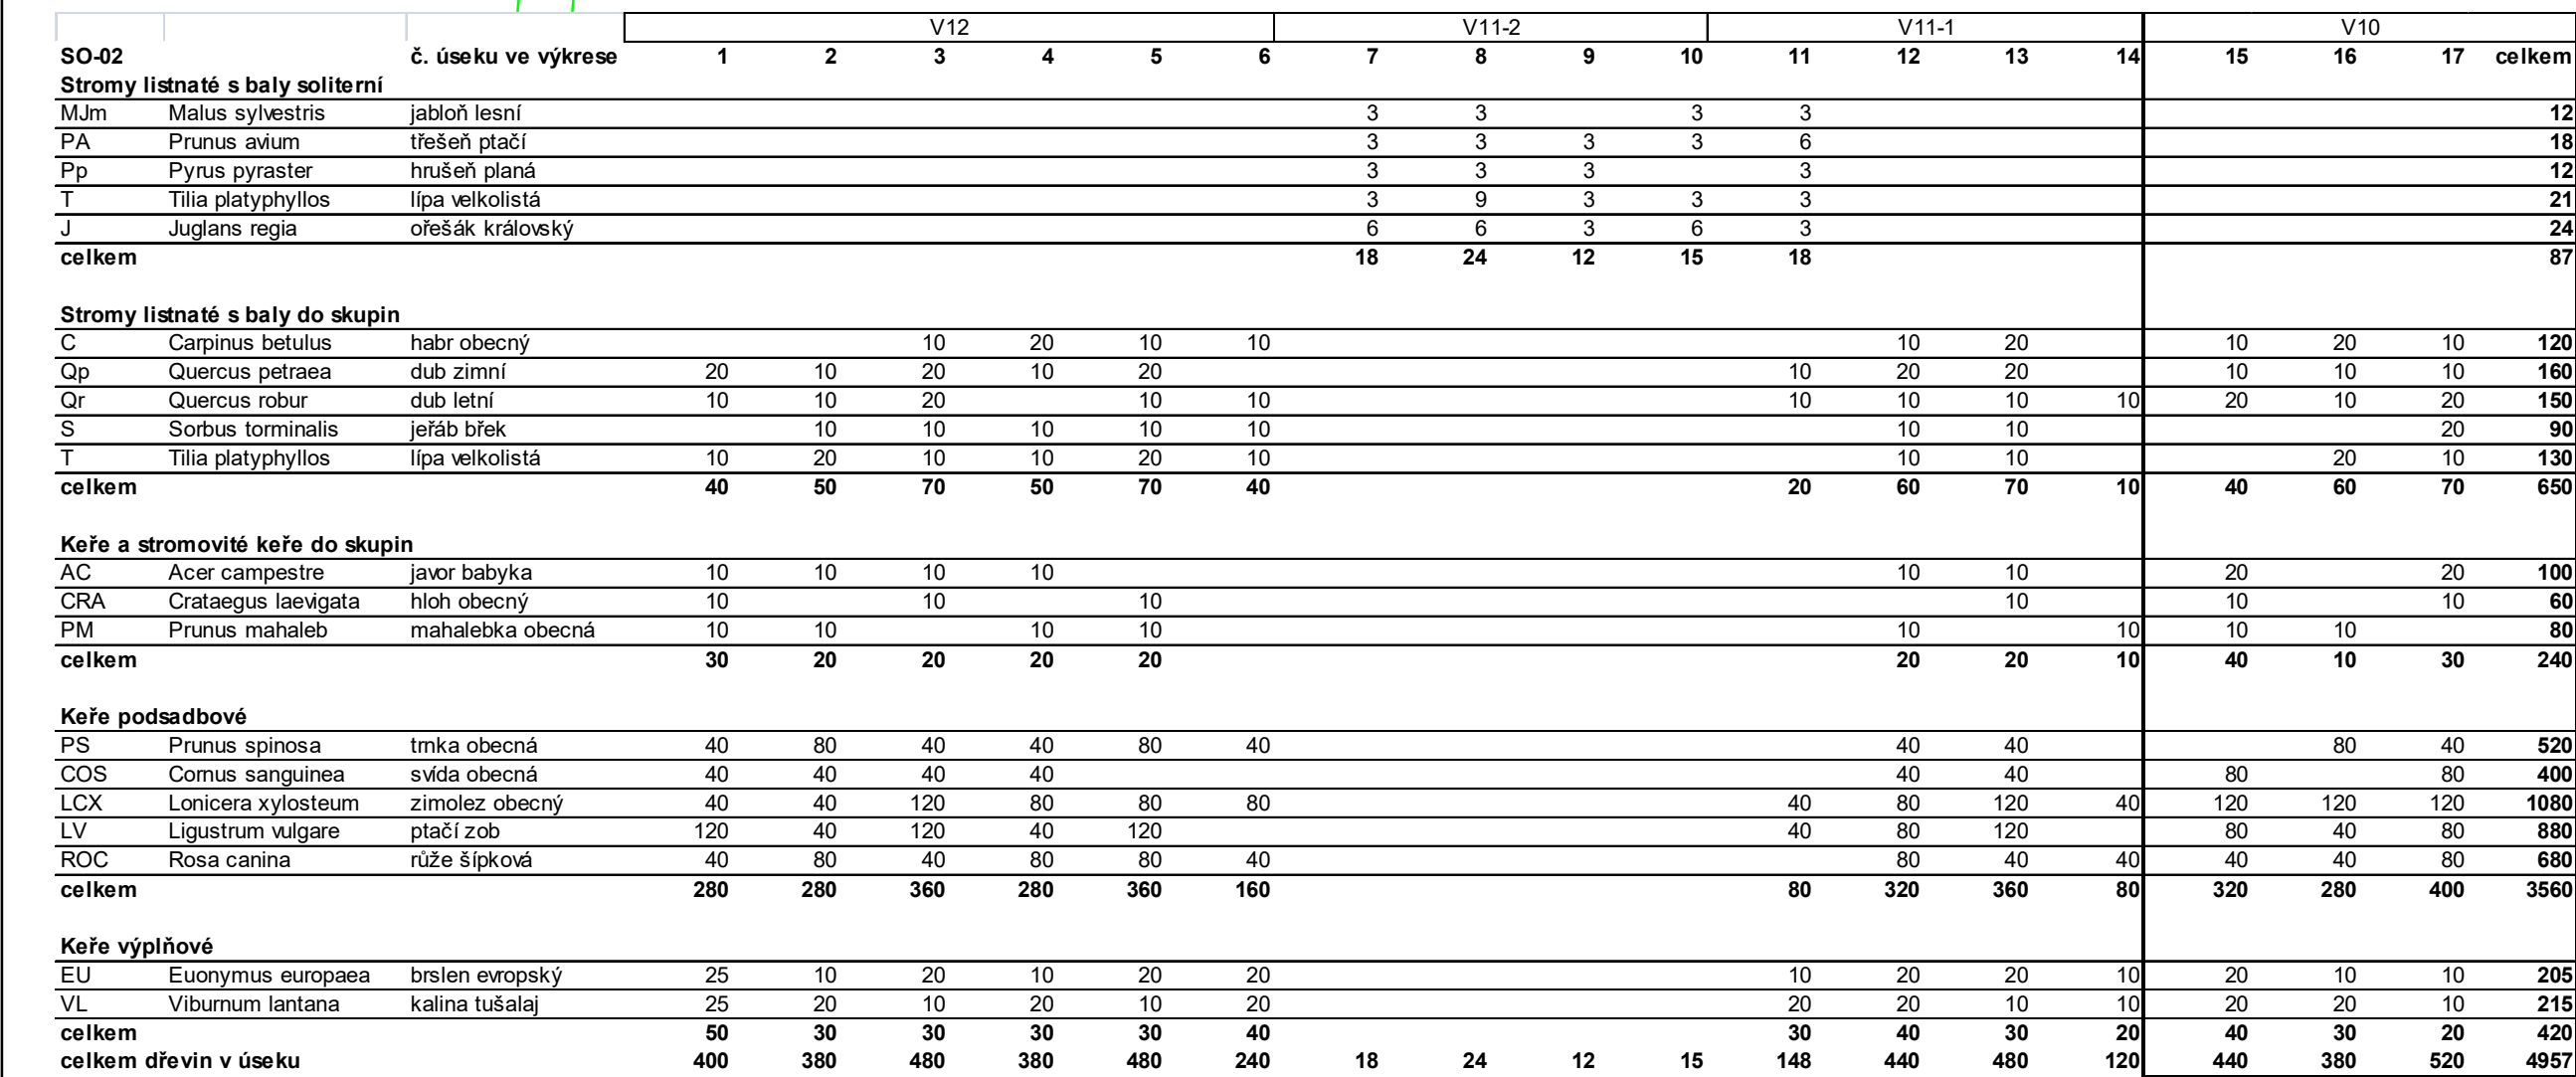 V12 V11-2 V11-1 V10
SO-02 č. úseku ve výkrese 1 2 3 4 5 6 7 8 9 10 11 12 13 14 15 16 17 celkem
Stromy listnaté s baly soliterní
MJm Malus sylvestris jabloň lesní 3 3 3 3 12
PA Prunus avium třešeň ptačí 3 3 3 3 6 18
Pp Pyrus pyraster hrušeň planá 3 3 3 3 12
T Tilia platyphyllos lípa velkolistá 3 9 3 3 3 21
J Juglans regia ořešák královský 6 6 3 6 3 24
celkem 18 24 12 15 18 87
Stromy listnaté s baly do skupin
C Carpinus betulus habr obecný 10 20 10 10 10 20 10 20 10 120
Qp Quercus petraea dub zimní 20 10 20 10 20 10 20 20 10 10 10 160
Qr Quercus robur dub letní 10 10 20 10 10 10 10 10 10 20 10 20 150
S Sorbus torminalis jeřáb břek 10 10 10 10 10 10 10 20 90
T Tilia platyphyllos lípa velkolistá 10 20 10 10 20 10 10 10 20 10 130
celkem 40 50 70 50 70 40 20 60 70 10 40 60 70 650
Keře a stromovité keře do skupin
AC Acer campestre javor babyka 10 10 10 10 10 10 20 20 100
CRA Crataegus laevigata hloh obecný 10 10 10 10 10 10 60
PM Prunus mahaleb mahalebka obecná 10 10 10 10 10 10 10 10 80
celkem 30 20 20 20 20 20 20 10 40 10 30 240
Keře podsadbové
PS Prunus spinosa trnka obecná 40 80 40 40 80 40 40 40 80 40 520
COS Cornus sanguinea svída obecná 40 40 40 40 40 40 80 80 400
LCX Lonicera xylosteum zimolez obecný 40 40 120 80 80 80 40 80 120 40 120 120 120 1080
LV Ligustrum vulgare ptačí zob 120 40 120 40 120 40 80 120 80 40 80 880
ROC Rosa canina růže šípková 40 80 40 80 80 40 80 40 40 40 40 80 680
celkem 280 280 360 280 360 160 80 320 360 80 320 280 400 3560
Keře výplňové
EU Euonymus europaea brslen evropský 25 10 20 10 20 20 10 20 20 10 20 10 10 205
VL Viburnum lantana kalina tušalaj 25 20 10 20 10 20 20 20 10 10 20 20 10 215
celkem 50 30 30 30 30 40 30 40 30 20 40 30 20 420
celkem dřevin v úseku 400 380 480 380 480 240 18 24 12 15 148 440 480 120 440 380 520 4957